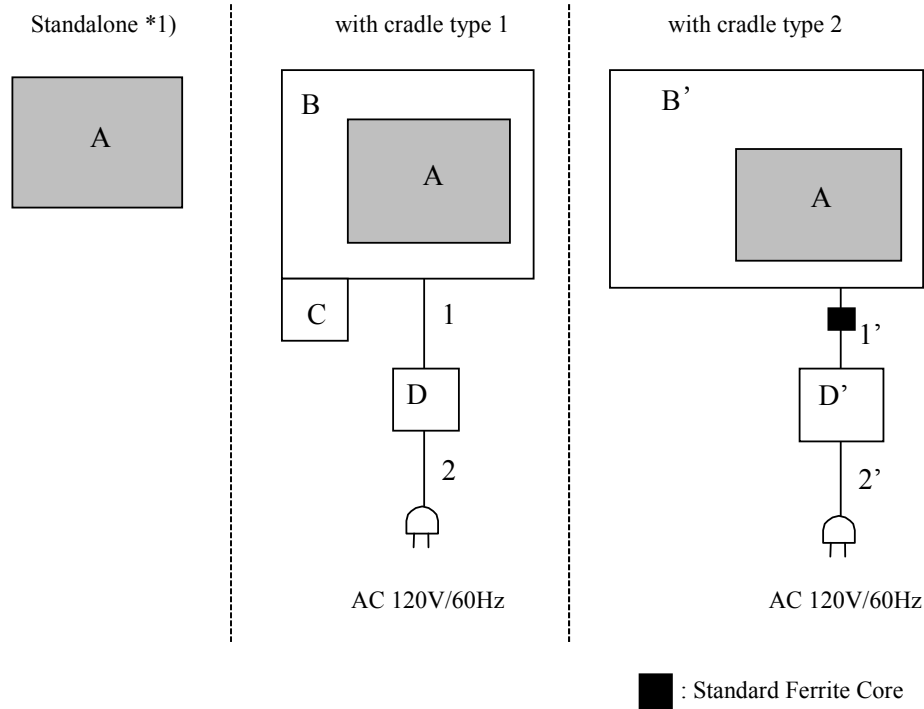 Standalone *1)
with cradle type 1
with cradle type 2
A
B
A
C
1
D
2
AC 120V/60Hz
B’
A
1’
D’
2’
AC 120V/60Hz
: Standard Ferrite Core